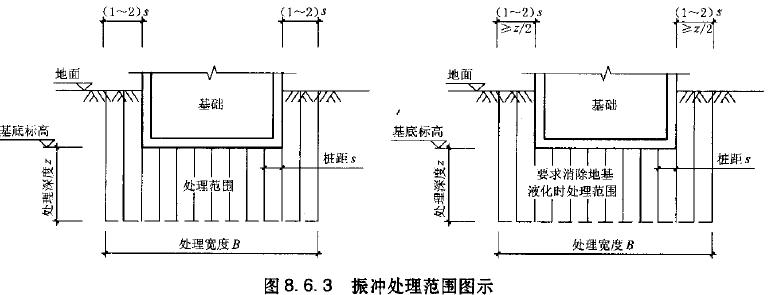 (1～2)s
(1～2)s
地面
基础
基底标高
桩距 s
处理深度 z
处理范围
处理宽度 B
(1～2)s
≥z/2
(1～2)s
≥z/2
地面
基础
基底标高
桩距 s
处理深度 z
要求消除地基
液化时处理范围
处理宽度 B
图 8.6.3 振冲处理范围图示